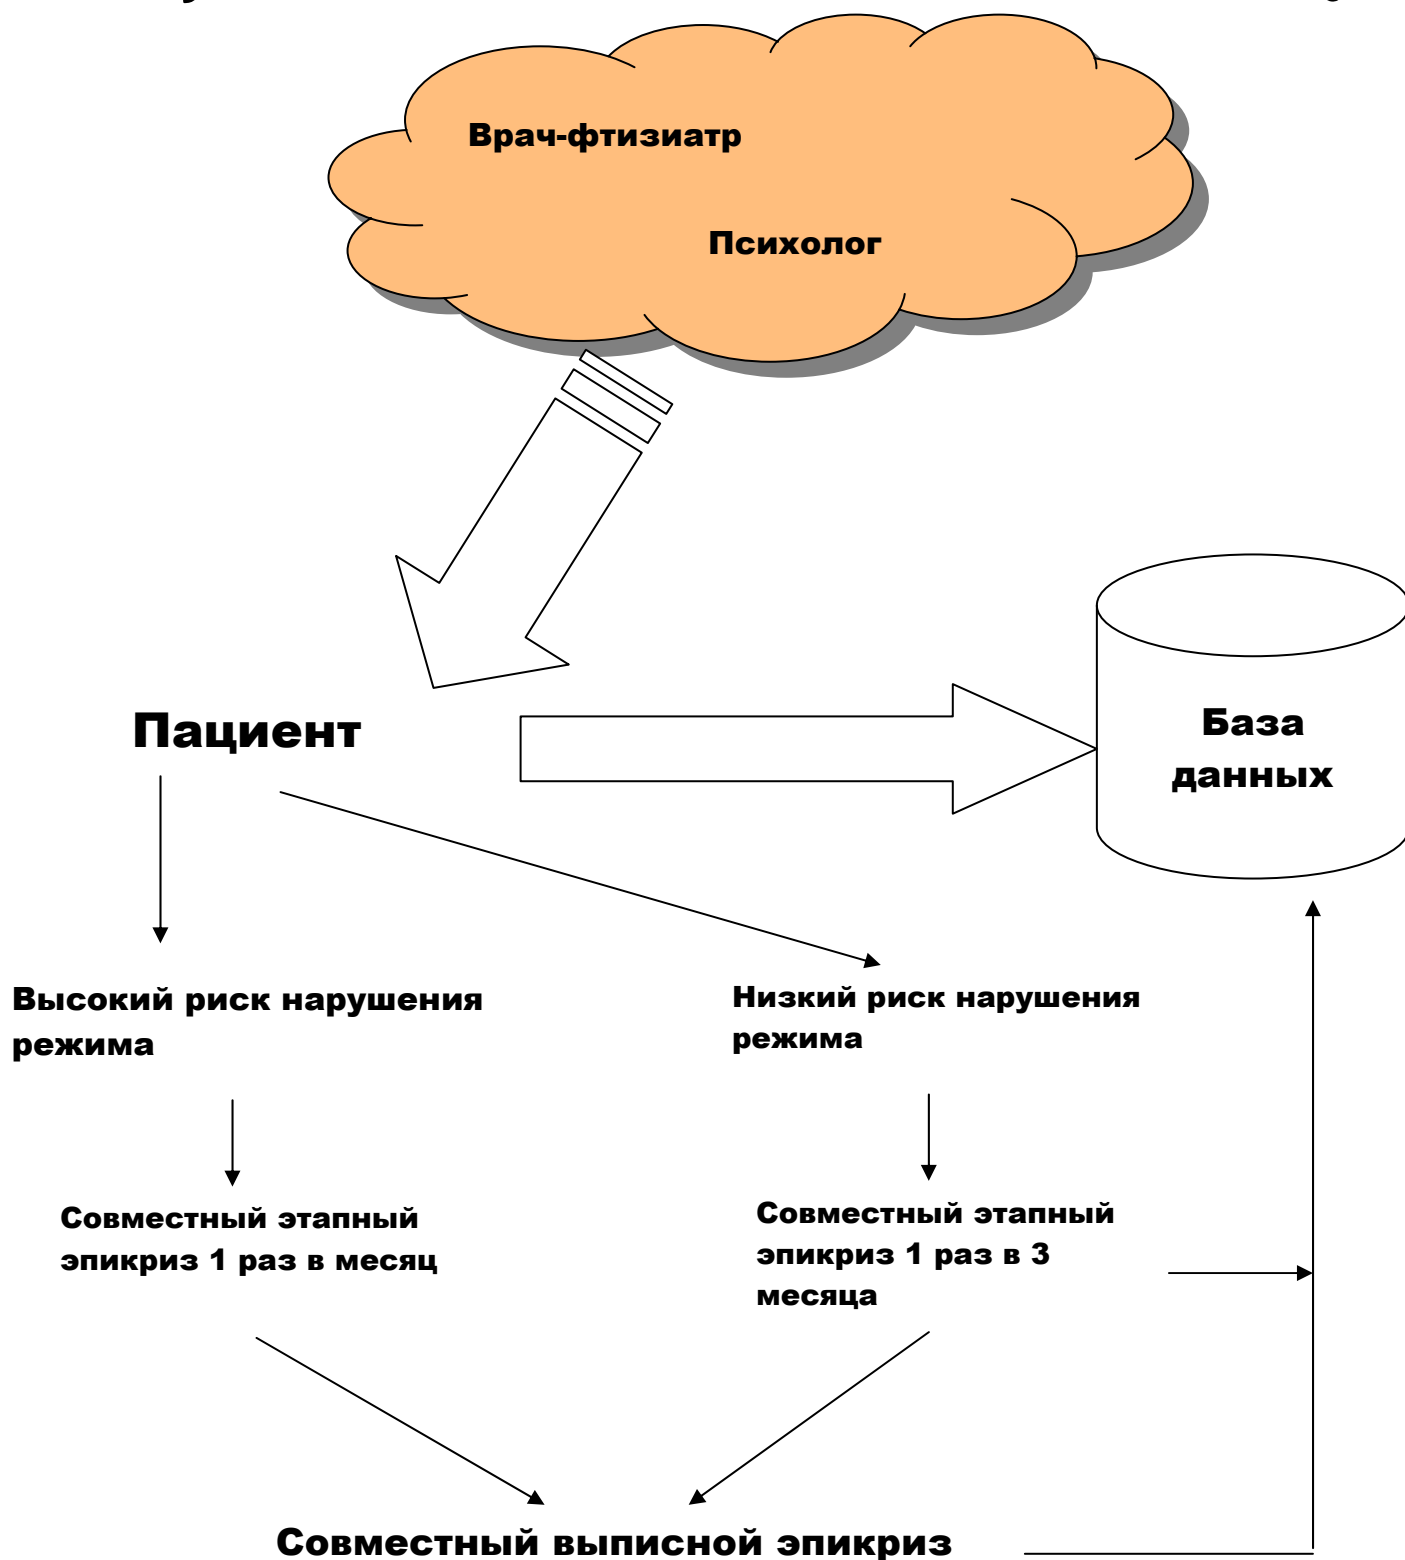 Врач-фтизиатр
Психолог
Пациент
База
данных
Высокий риск нарушения
режима
Низкий риск нарушения
режима
Совместный этапный
эпикриз 1 раз в месяц
Совместный этапный
эпикриз 1 раз в 3
месяца
Совместный выписной эпикриз